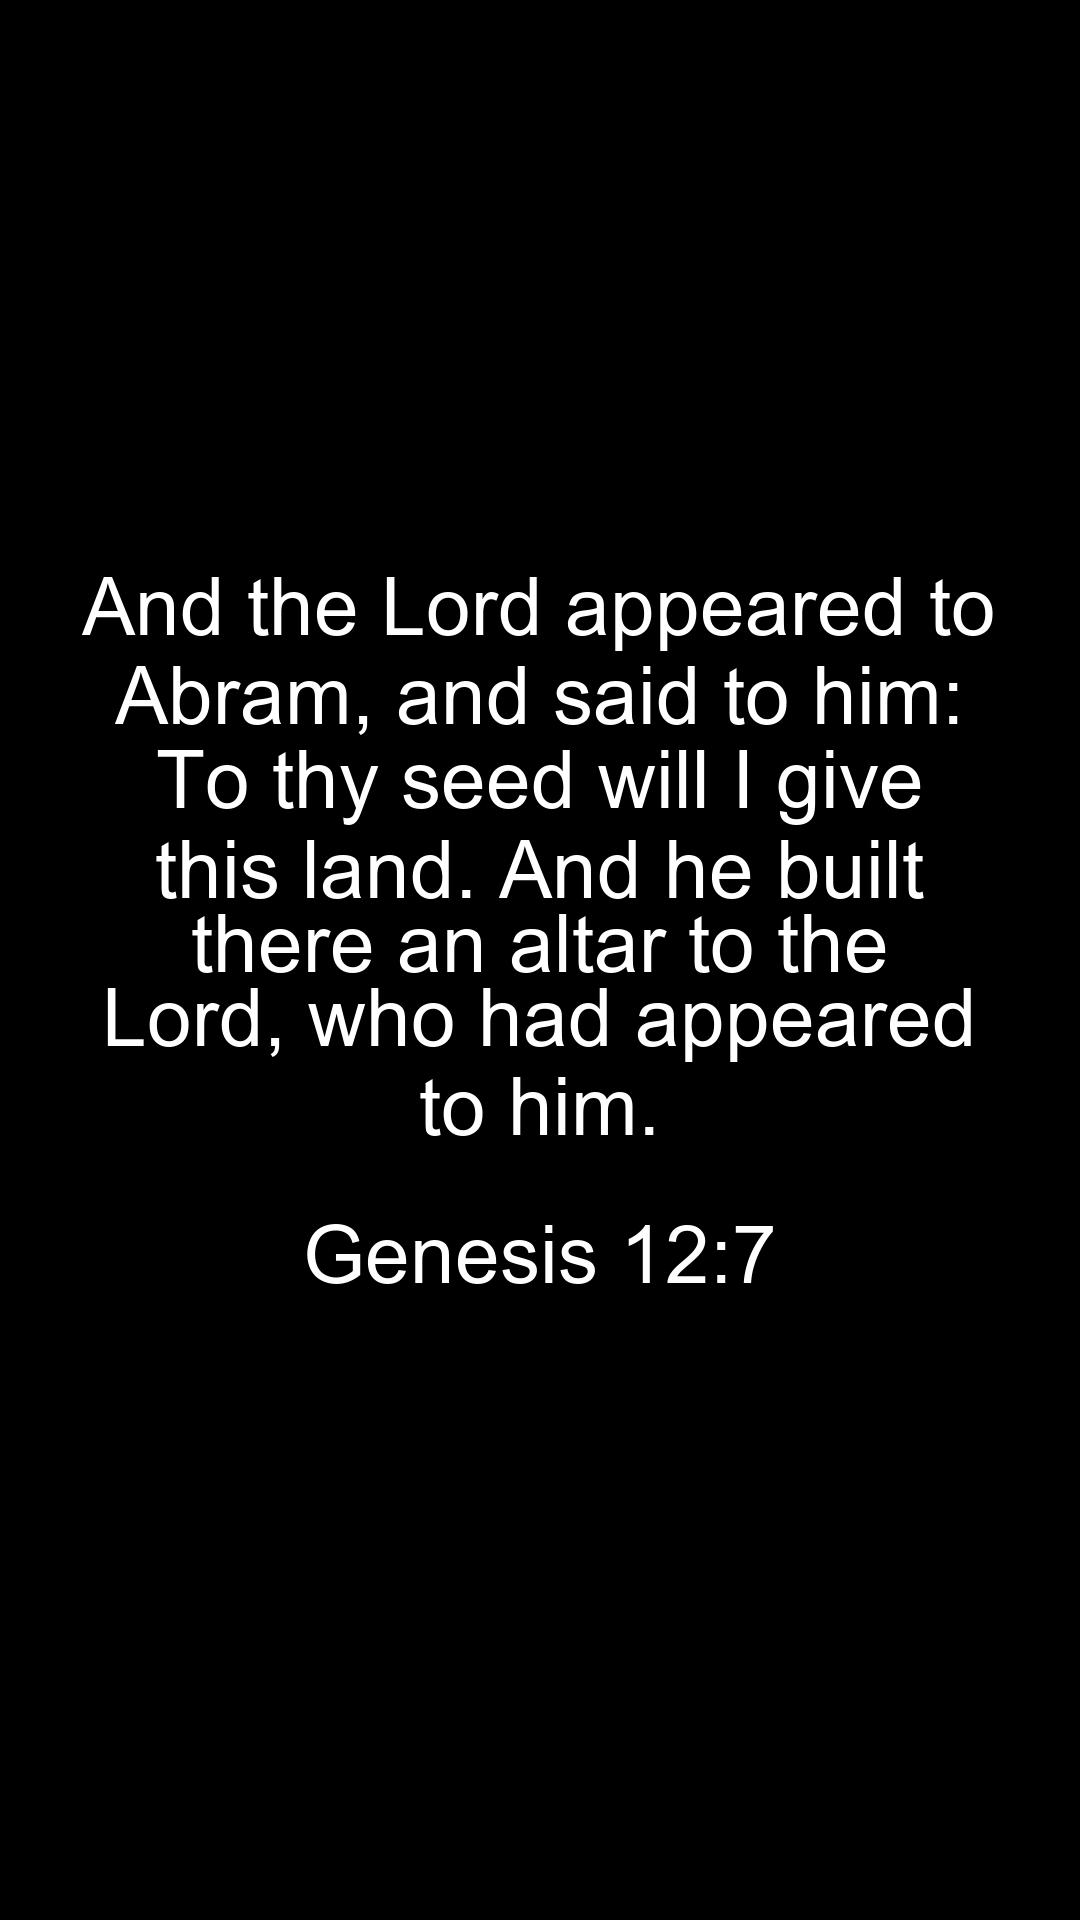 And the Lord appeared to
Abram, and said to him:
To thy seed will I give
this land. And he built
there an altar to the
Lord, who had appeared
to him.
Genesis 12:7